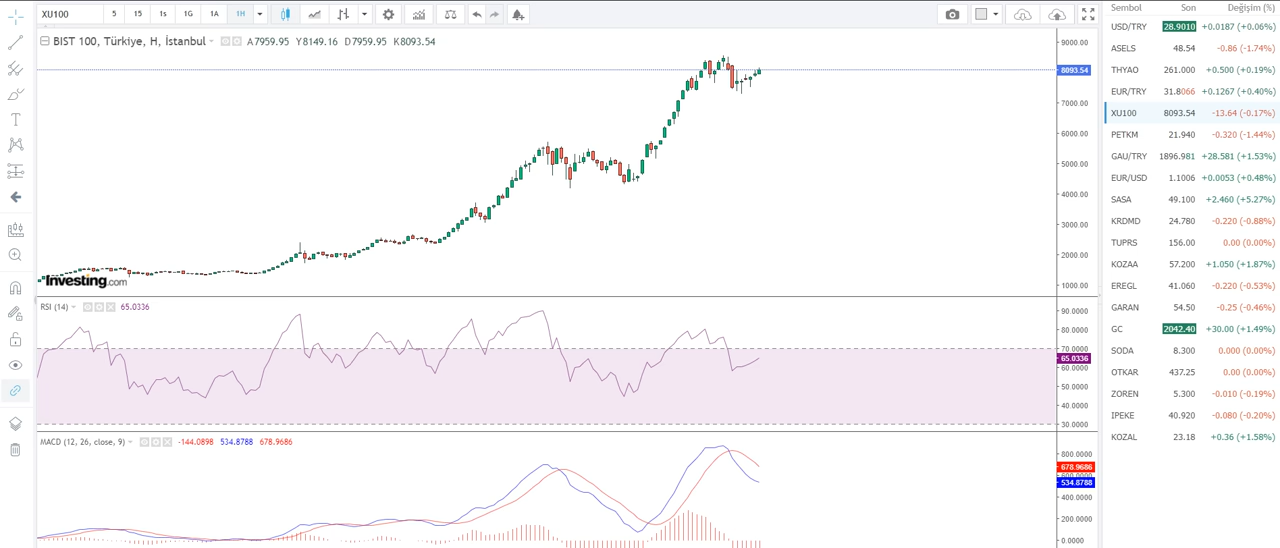 XU100 5 15 1s 1G 1A 1H
BIST 100, Türkiye, H, İstanbul A7959.95 Y8149.16 D7959.95 K8093.54
9000.00
8093.54
7000.00
6000.00
5000.00
4000.00
3000.00
2000.00
1000.00
Investing.com
RSI (14) 65.0336
90.0000
80.0000
70.0000
65.0336
60.0000
50.0000
40.0000
30.0000
MACD (12, 26, close, 9) -144.0898 534.8788 678.9686
800.0000
678.9686
600.0000
534.8788
400.0000
200.0000
0.0000
Sembol Son Değişim (%)
USD/TRY 28.9010 +0.0187 (+0.06%)
ASELS 48.54 -0.86 (-1.74%)
THYAO 261.000 +0.500 (+0.19%)
EUR/TRY 31.8066 +0.1267 (+0.40%)
XU100 8093.54 -13.64 (-0.17%)
PETKM 21.940 -0.320 (-1.44%)
GAU/TRY 1896.981 +28.581 (+1.53%)
EUR/USD 1.1006 +0.0053 (+0.48%)
SASA 49.100 +2.460 (+5.27%)
KRDMD 24.780 -0.220 (-0.88%)
TUPRS 156.00 0.00 (0.00%)
KOZAA 57.200 +1.050 (+1.87%)
EREGL 41.060 -0.220 (-0.53%)
GARAN 54.50 -0.25 (-0.46%)
GC 2042.40 +30.00 (+1.49%)
SODA 8.300 0.000 (0.00%)
OTKAR 437.25 0.00 (0.00%)
ZOREN 5.300 -0.010 (-0.19%)
IPEKE 40.920 -0.080 (-0.20%)
KOZAL 23.18 +0.36 (+1.58%)